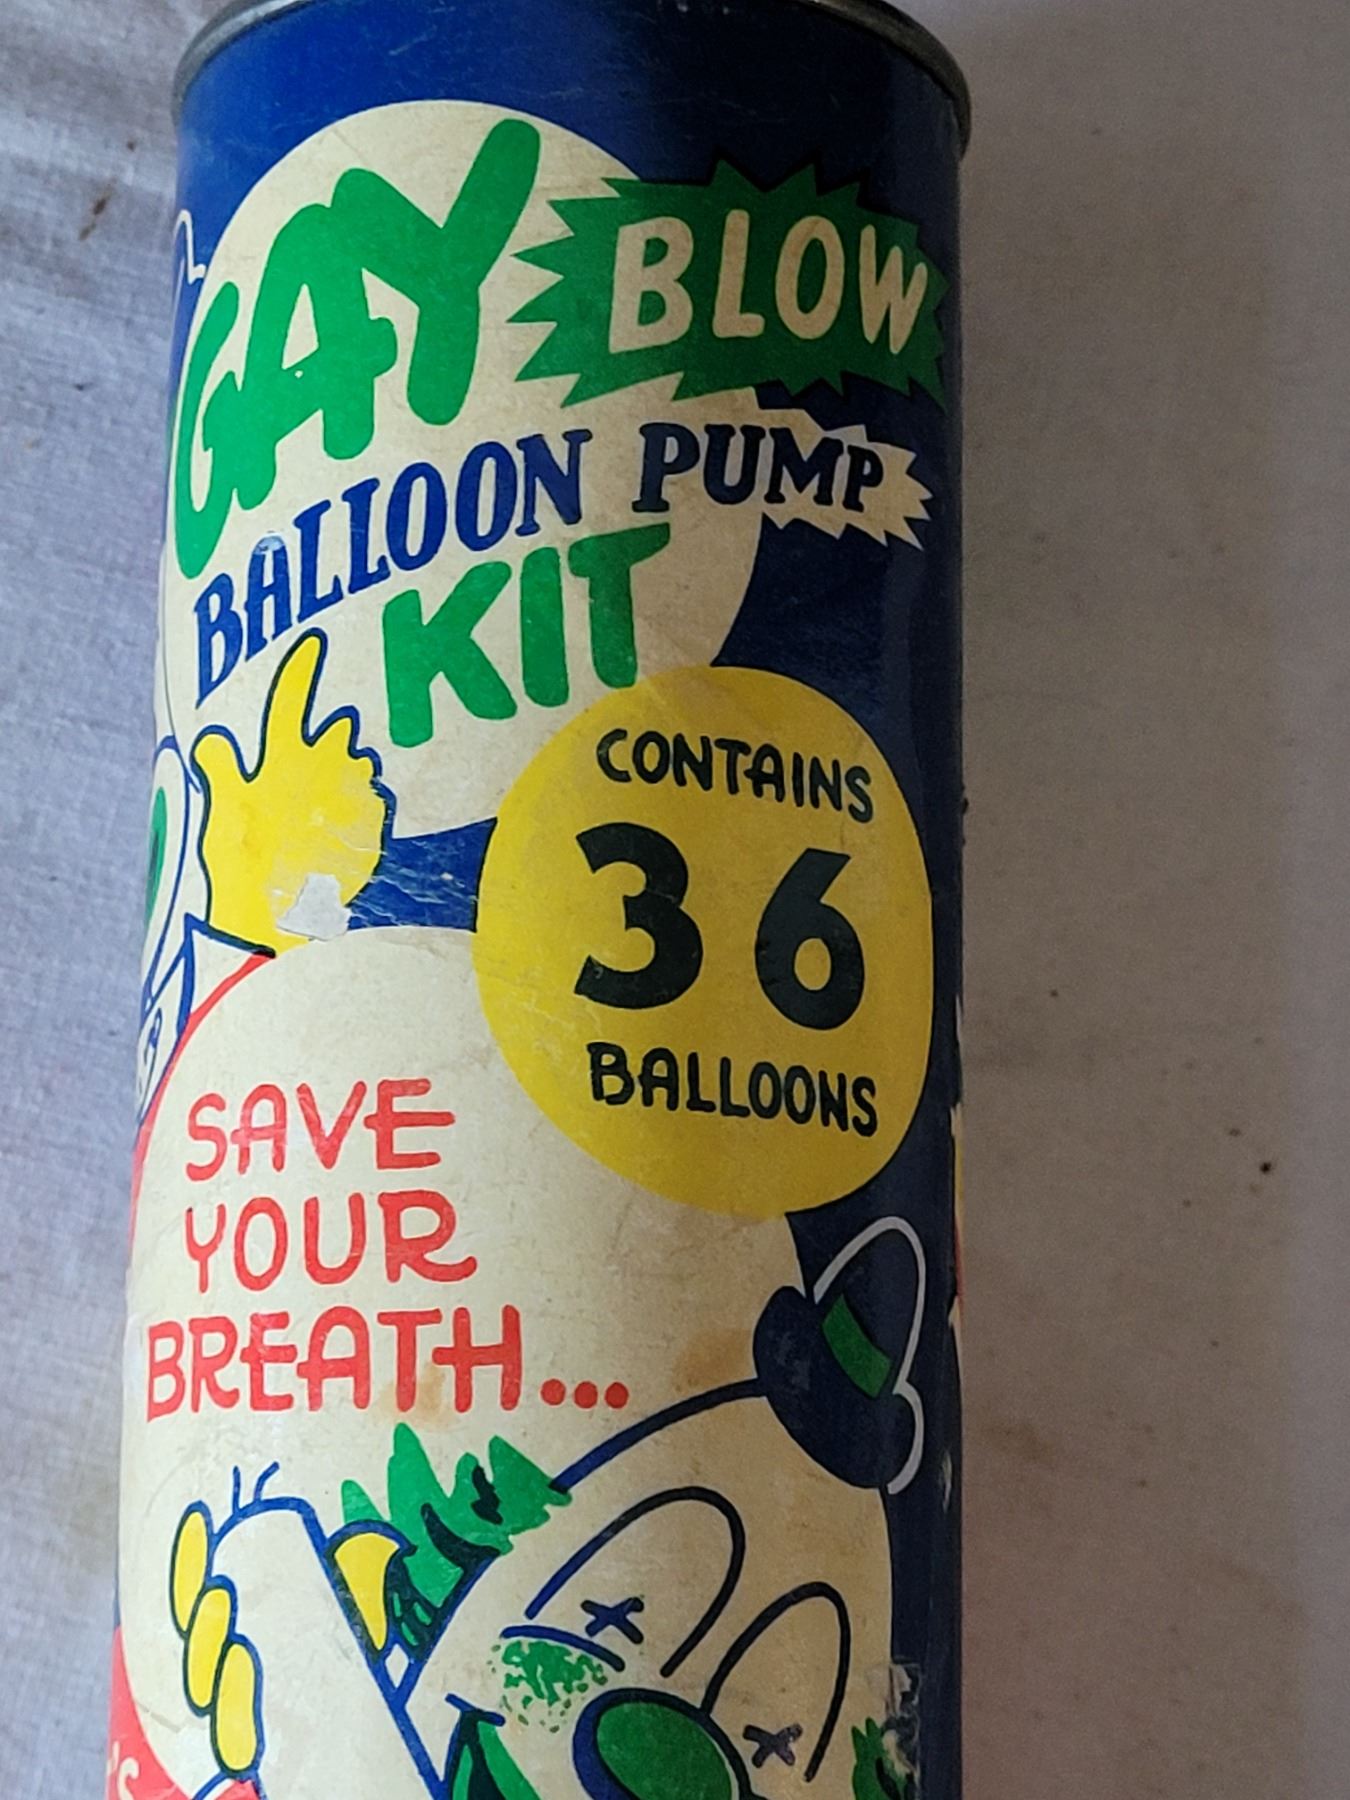 GAY BLOW
BALLOON PUMP
KIT
CONTAINS
36
BALLOONS
SAVE
YOUR
BREATH...